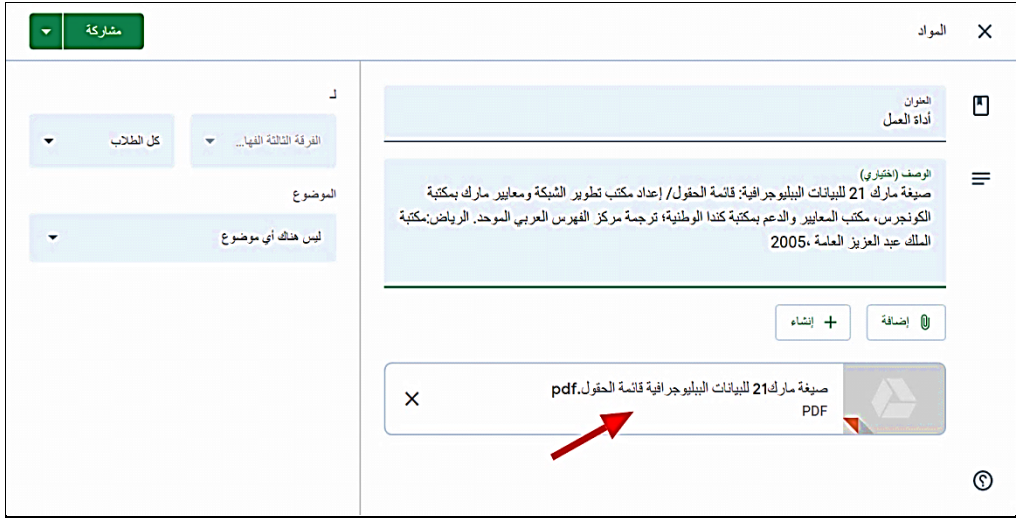 المواد
مشاركة
العنوان
أداة العمل
الوصف (اختياري)
صيغة مارك 21 للبيانات الببليوجرافية: قائمة الحقول/ إعداد مكتب تطوير الشبكة ومعايير مارك بمكتبة
الكونجرس، مكتب المعايير والدعم بمكتبة كندا الوطنية؛ ترجمة مركز الفهرس العربي الموحد. الرياض:مكتبة
الملك عبد العزيز العامة ،2005
إضافة
إنشاء
صيغة مارك21 للبيانات الببليوجرافية قائمة الحقول.pdf
PDF
لـ
الفرقة الثالثة الفها...
كل الطلاب
الموضوع
ليس هناك أي موضوع